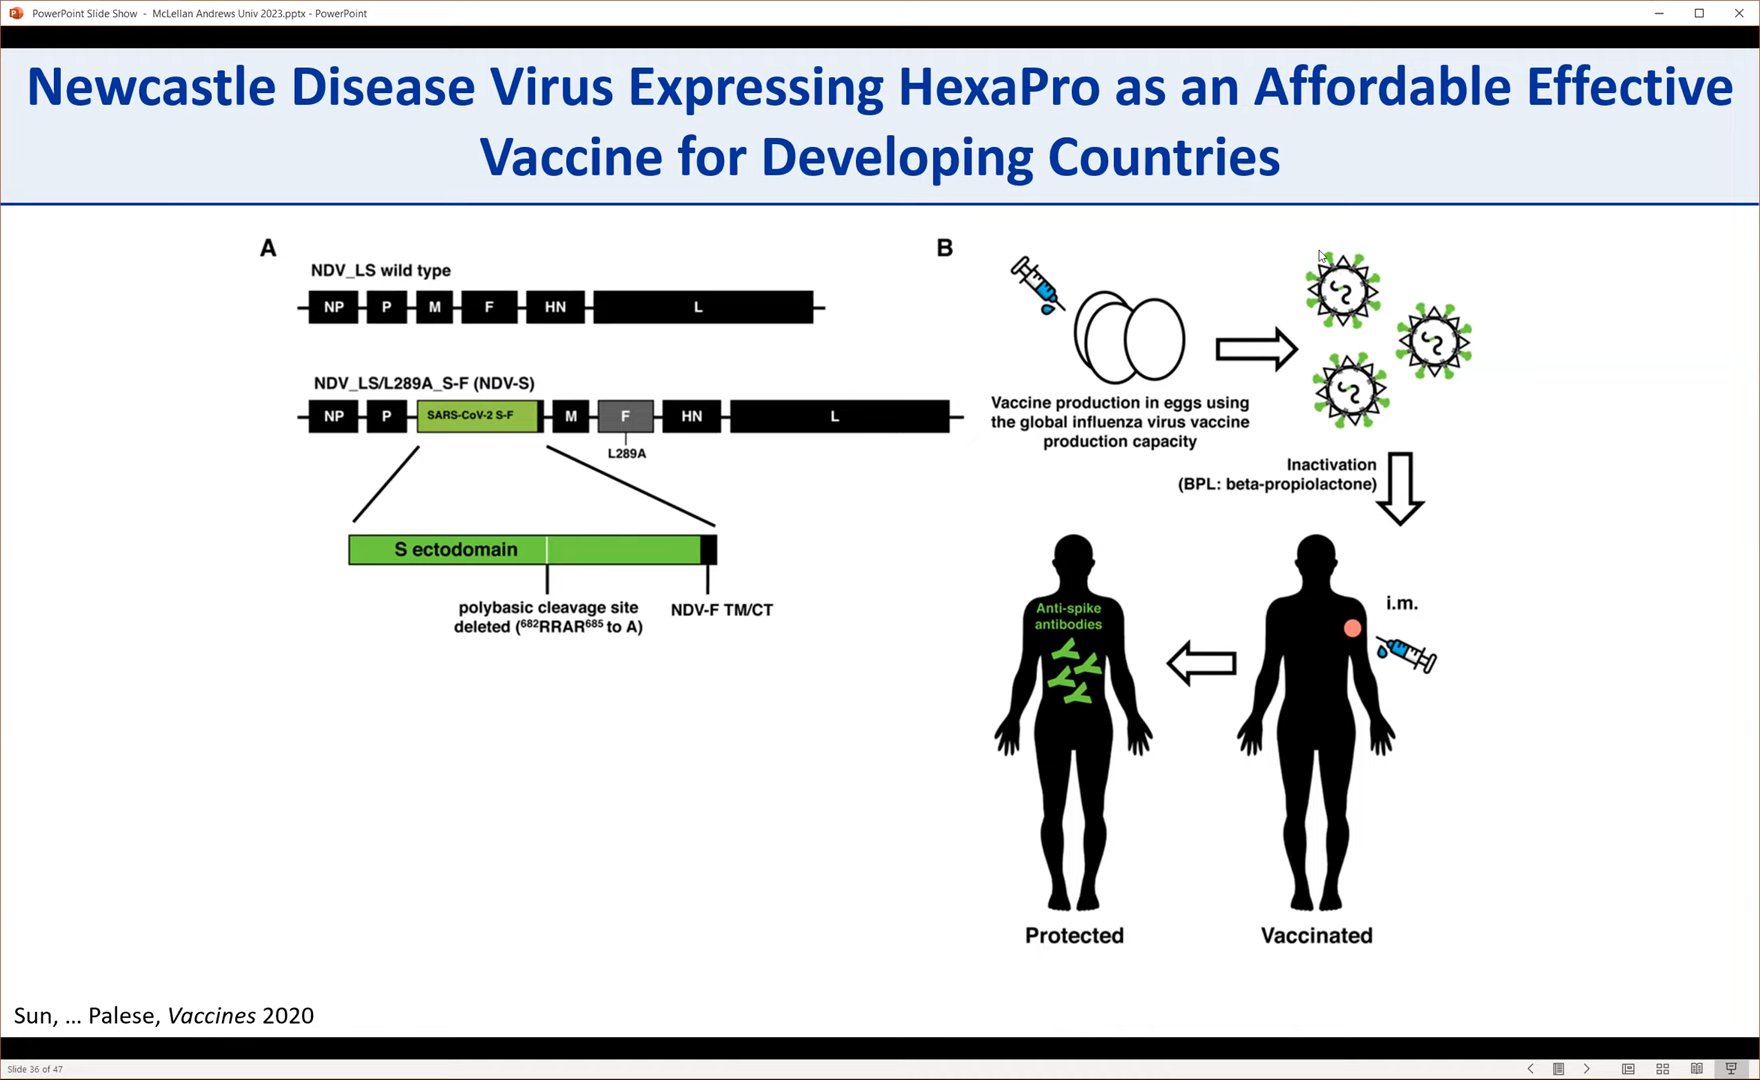 PowerPoint Slide Show - McLellan Andrews Univ 2023.pptx - PowerPoint
Newcastle Disease Virus Expressing HexaPro as an Affordable Effective
Vaccine for Developing Countries
A
NDV_LS wild type
NP P M F HN L
NDV_LS/L289A_S-F (NDV-S)
NP P SARS-CoV-2 S-F M F HN L
L289A
S ectodomain
polybasic cleavage site
deleted (⁶⁸²RRAR⁶⁸⁵ to A)
NDV-F TM/CT
B
Vaccine production in eggs using
the global influenza virus vaccine
production capacity
Inactivation
(BPL: beta-propiolactone)
i.m.
Anti-spike
antibodies
Protected
Vaccinated
Sun, ... Palese, Vaccines 2020
Slide 36 of 47